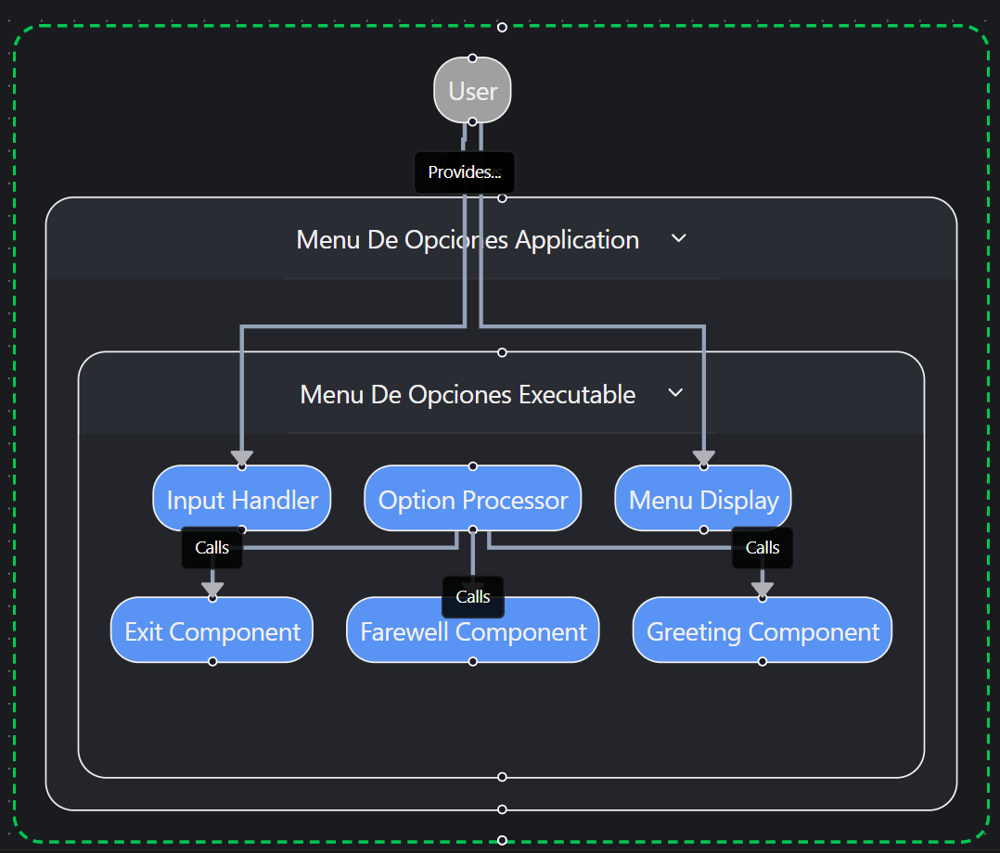 User
Provides...
Menu De Opciones Application
Menu De Opciones Executable
Input Handler
Option Processor
Menu Display
Calls
Calls
Calls
Exit Component
Farewell Component
Greeting Component